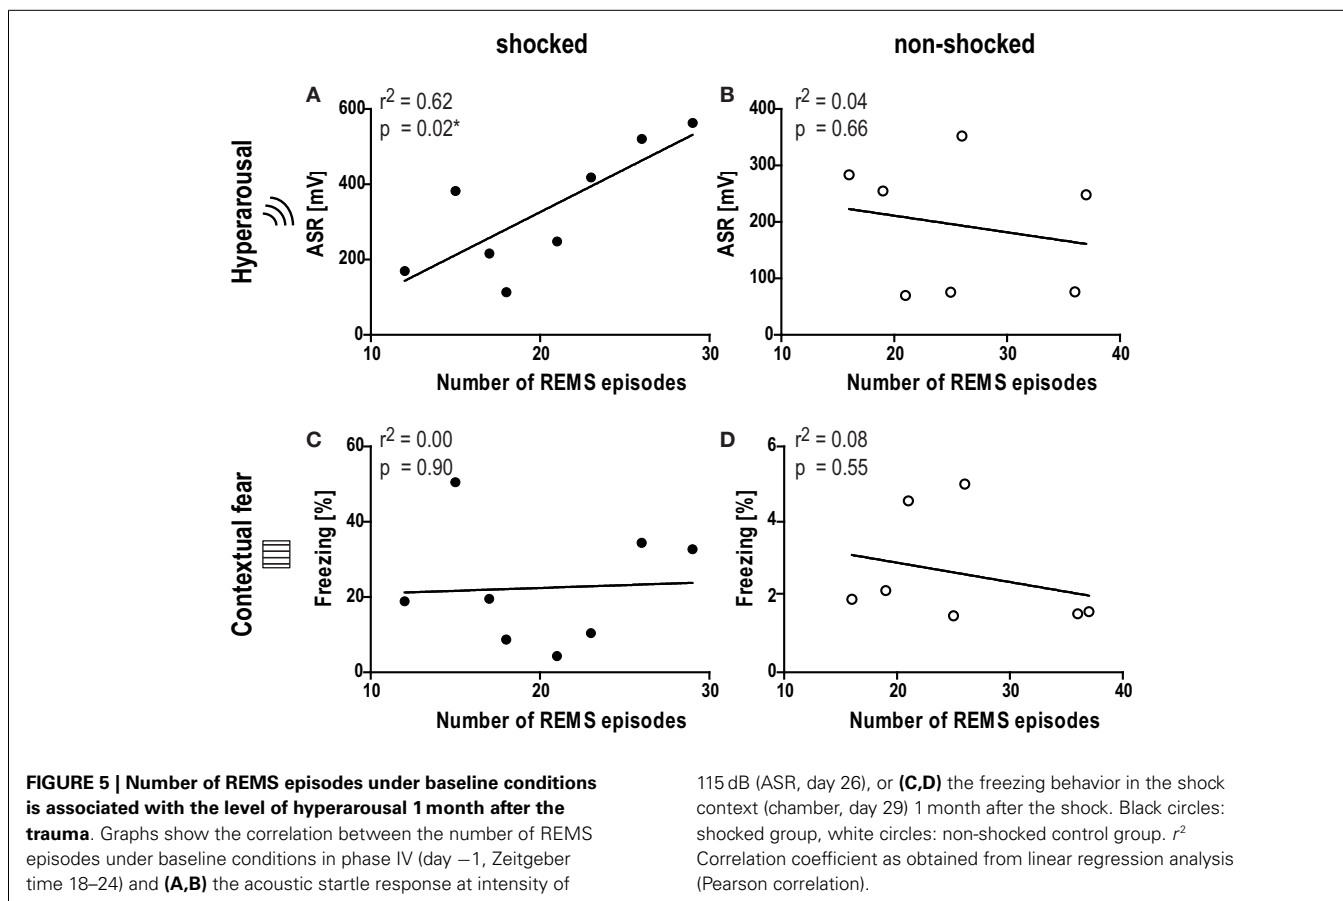 shocked
non-shocked
Hyperarousal
A
r² = 0.62
p = 0.02*
600
400
200
0
ASR [mV]
10 20 30
Number of REMS episodes
B
r² = 0.04
p = 0.66
400
300
200
100
0
ASR [mV]
10 20 30 40
Number of REMS episodes
Contextual fear
C
r² = 0.00
p = 0.90
60
40
20
0
Freezing [%]
10 20 30
Number of REMS episodes
D
r² = 0.08
p = 0.55
6
4
2
0
Freezing [%]
10 20 30 40
Number of REMS episodes
FIGURE 5 | Number of REMS episodes under baseline conditions
is associated with the level of hyperarousal 1 month after the
trauma. Graphs show the correlation between the number of REMS
episodes under baseline conditions in phase IV (day −1, Zeitgeber
time 18–24) and (A,B) the acoustic startle response at intensity of
115 dB (ASR, day 26), or (C,D) the freezing behavior in the shock
context (chamber, day 29) 1 month after the shock. Black circles:
shocked group, white circles: non-shocked control group. r²
Correlation coefficient as obtained from linear regression analysis
(Pearson correlation).